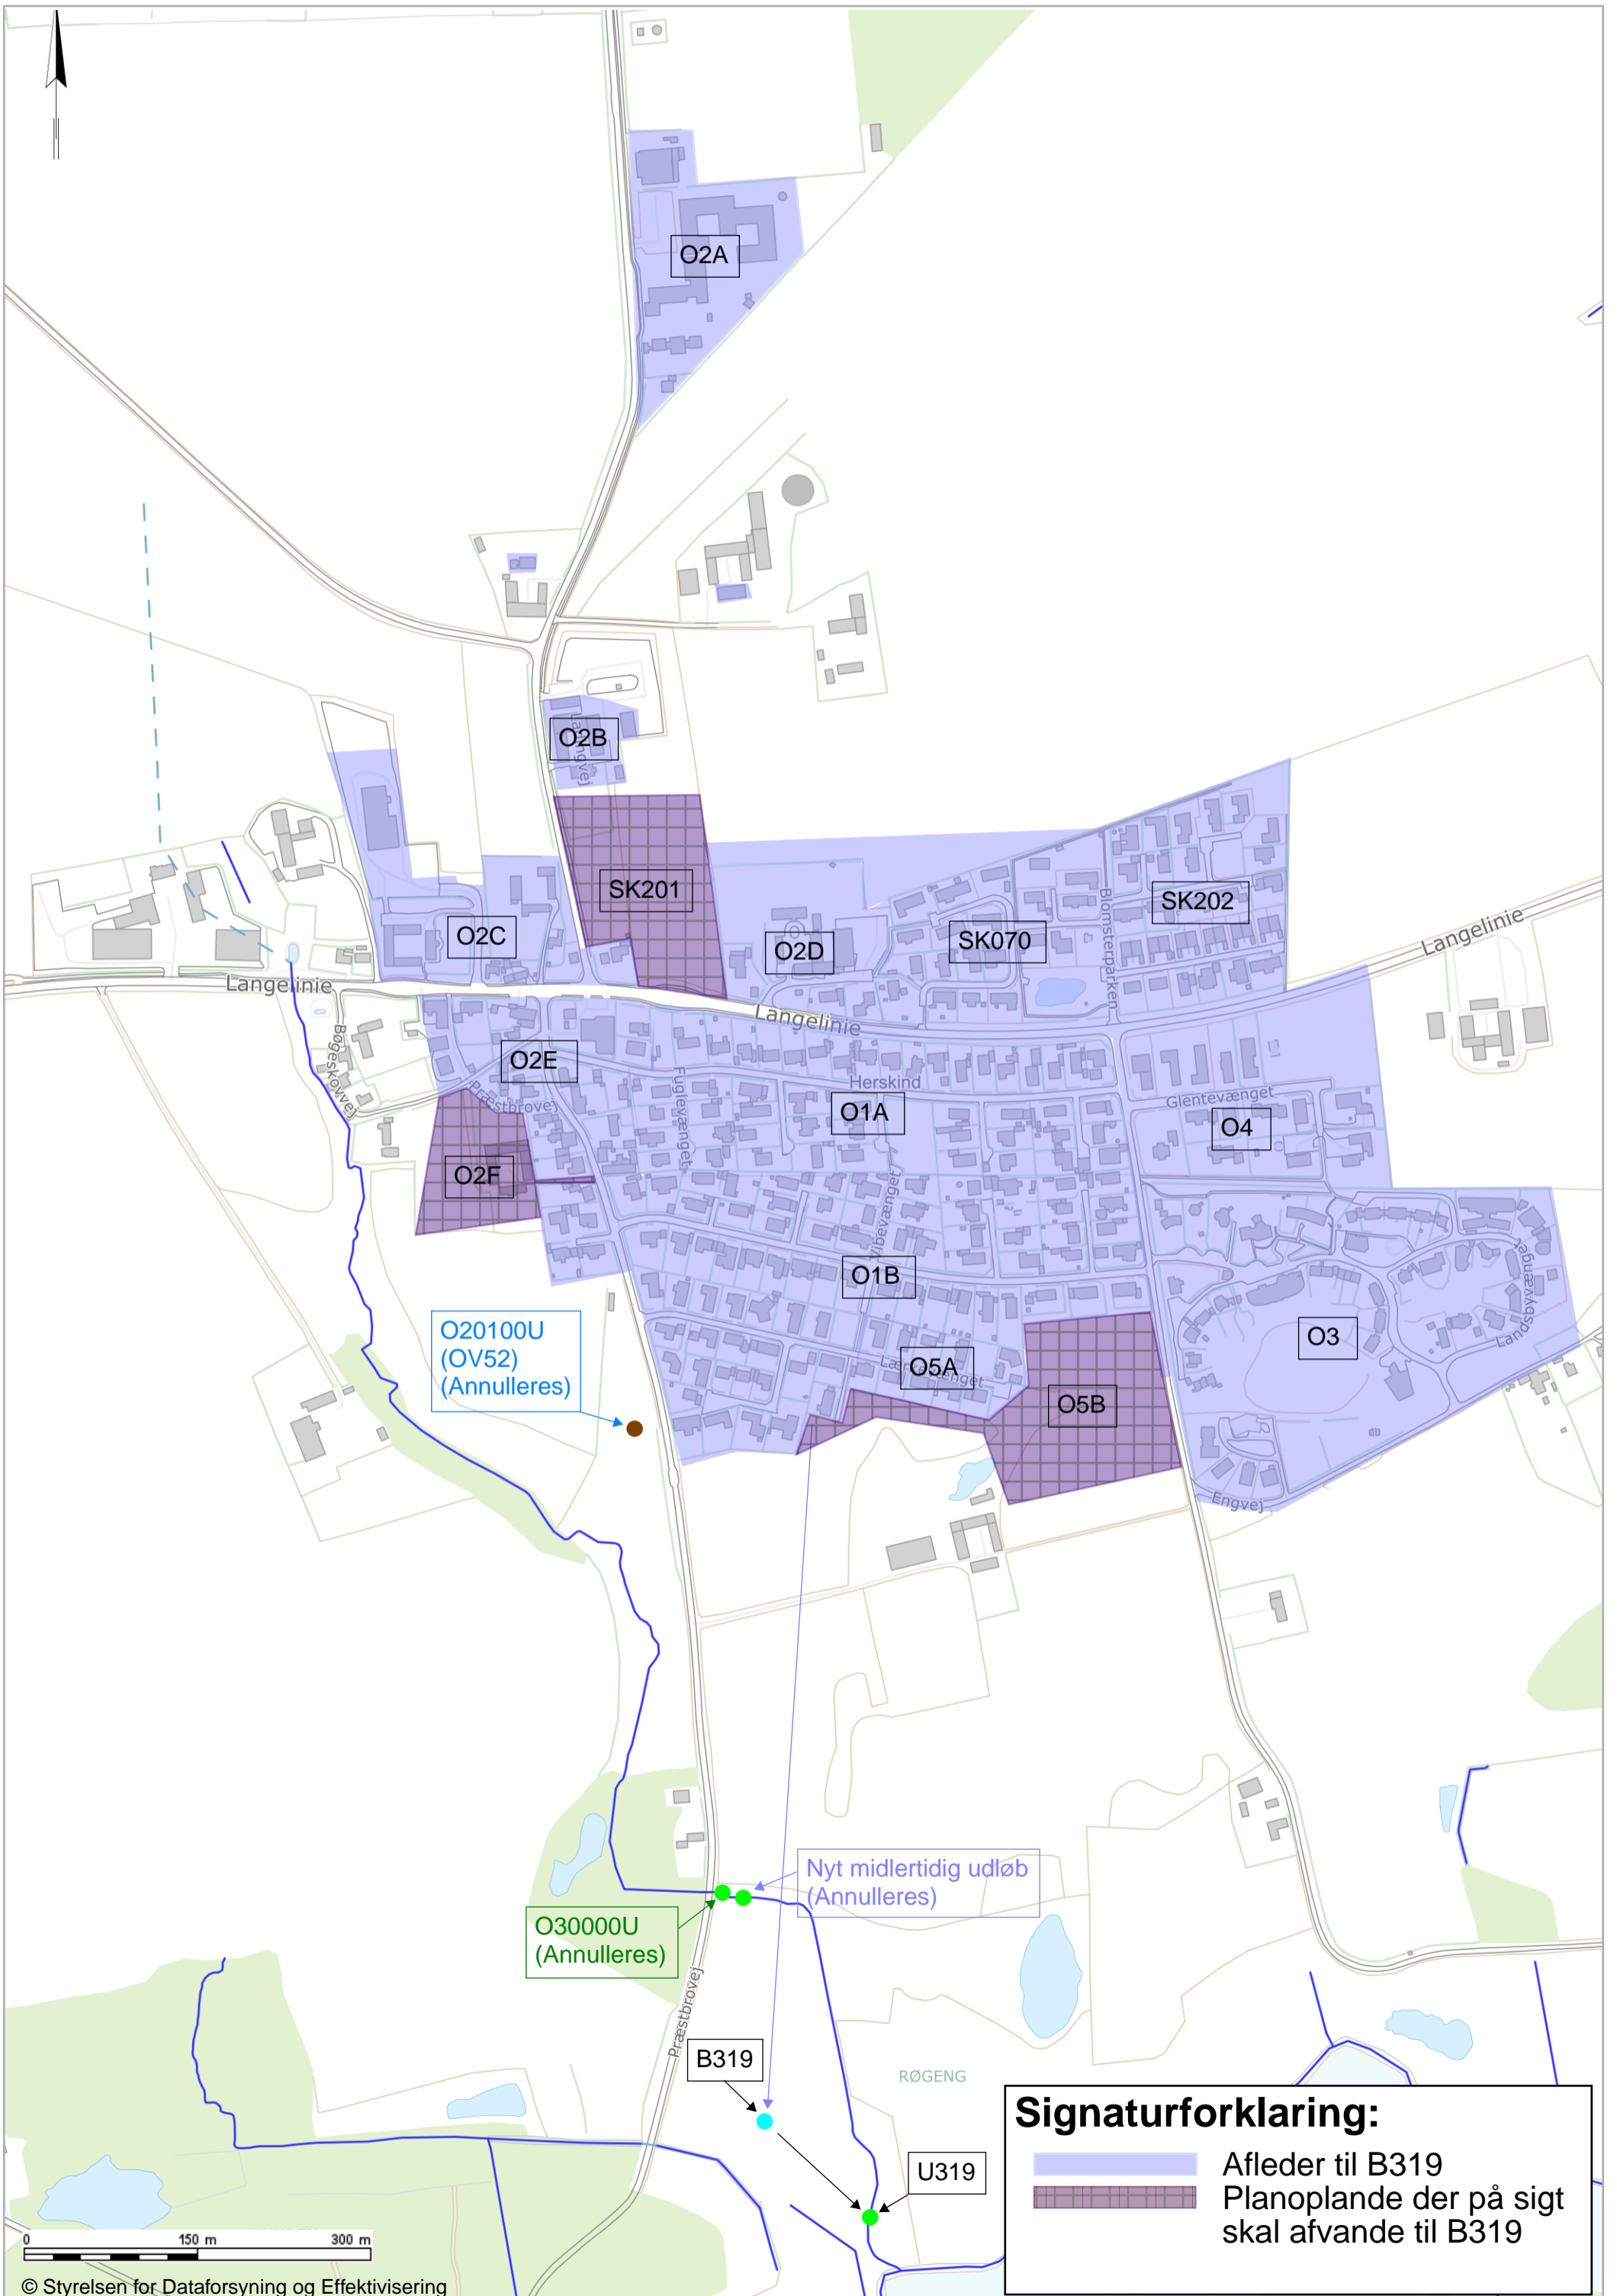 O2A
O2B
Lading vej
SK201
SK202
Blomsterparken
O2C
O2D
SK070
Langelinie
Langelinie
Langelinie
Bøgeskovvej
O2E
Herskind
Præstbrovej
Fuglevænget
O1A
Glentevænget
O4
O2F
Vibevænget
O1B
Landsbyvænget
O3
O20100U
(OV52)
(Annulleres)
O5A
Lærkevænget
O5B
Engvej
Nyt midlertidig udløb
(Annulleres)
O30000U
(Annulleres)
Præstbrovej
B319
RØGENG
U319
Signaturforklaring:
Afleder til B319
Planoplande der på sigt
skal afvande til B319
0 150 m 300 m
© Styrelsen for Dataforsyning og Effektivisering